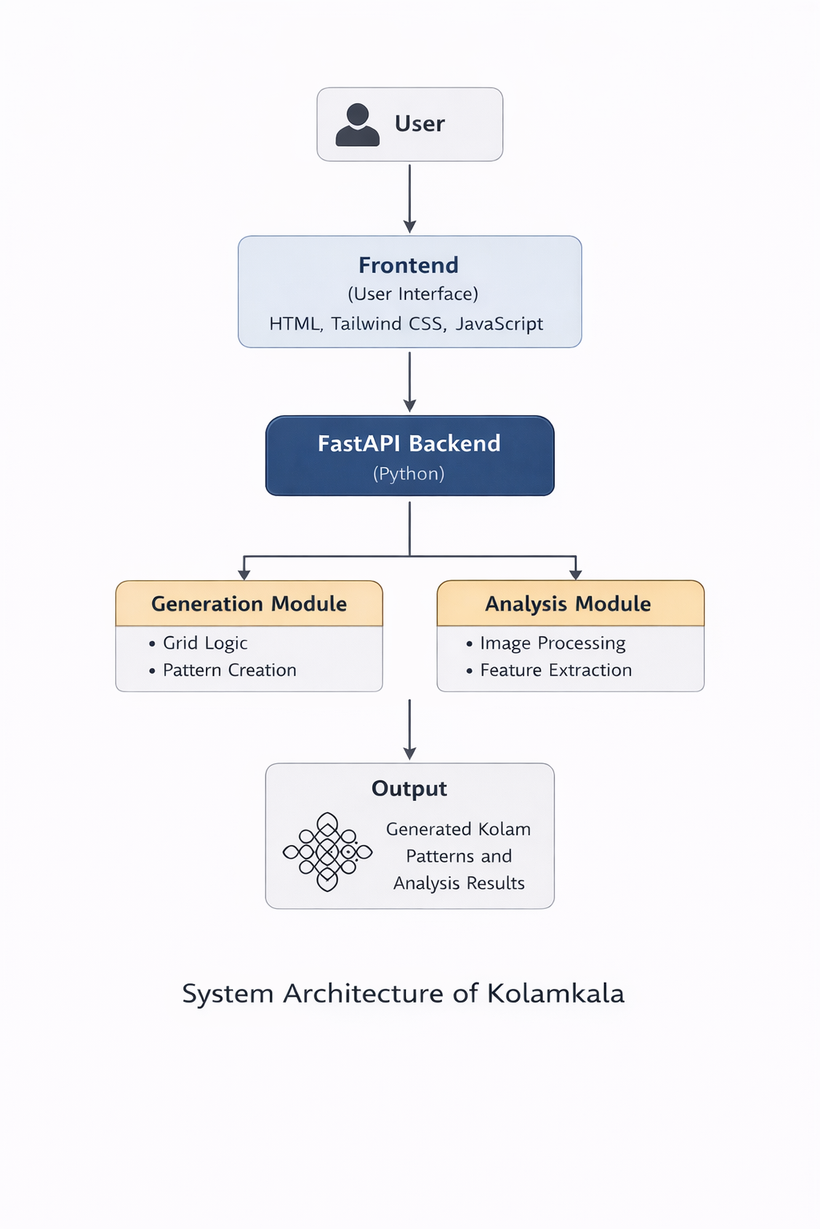 User
Frontend
(User Interface)
HTML, Tailwind CSS, JavaScript
FastAPI Backend
(Python)
Generation Module
• Grid Logic
• Pattern Creation
Analysis Module
• Image Processing
• Feature Extraction
Output
Generated Kolam
Patterns and
Analysis Results
System Architecture of Kolamkala